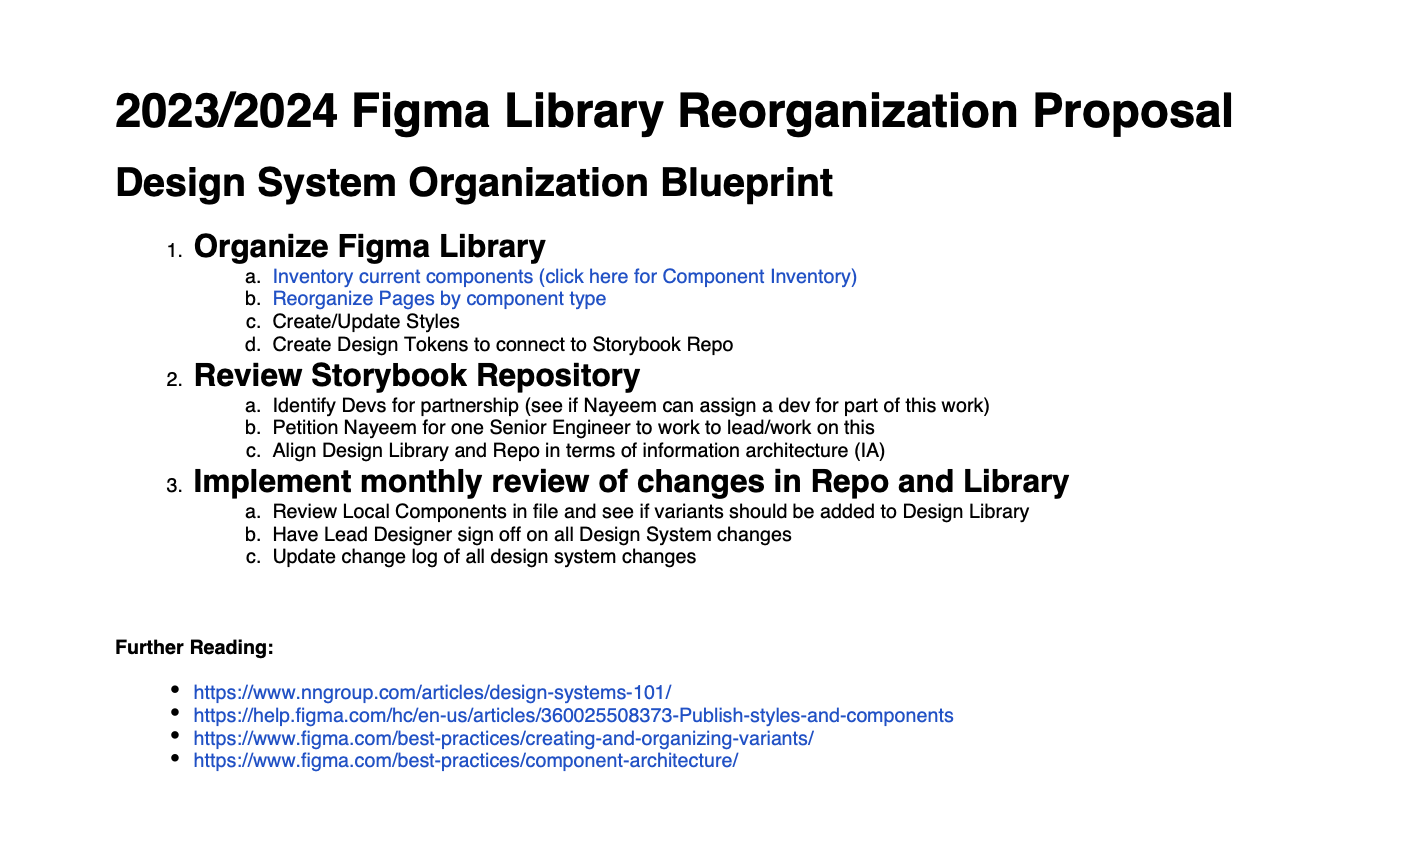 2023/2024 Figma Library Reorganization Proposal
Design System Organization Blueprint
1. Organize Figma Library
a. Inventory current components (click here for Component Inventory)
b. Reorganize Pages by component type
c. Create/Update Styles
d. Create Design Tokens to connect to Storybook Repo
2. Review Storybook Repository
a. Identify Devs for partnership (see if Nayeem can assign a dev for part of this work)
b. Petition Nayeem for one Senior Engineer to work to lead/work on this
c. Align Design Library and Repo in terms of information architecture (IA)
3. Implement monthly review of changes in Repo and Library
a. Review Local Components in file and see if variants should be added to Design Library
b. Have Lead Designer sign off on all Design System changes
c. Update change log of all design system changes
Further Reading:
• https://www.nngroup.com/articles/design-systems-101/
• https://help.figma.com/hc/en-us/articles/360025508373-Publish-styles-and-components
• https://www.figma.com/best-practices/creating-and-organizing-variants/
• https://www.figma.com/best-practices/component-architecture/